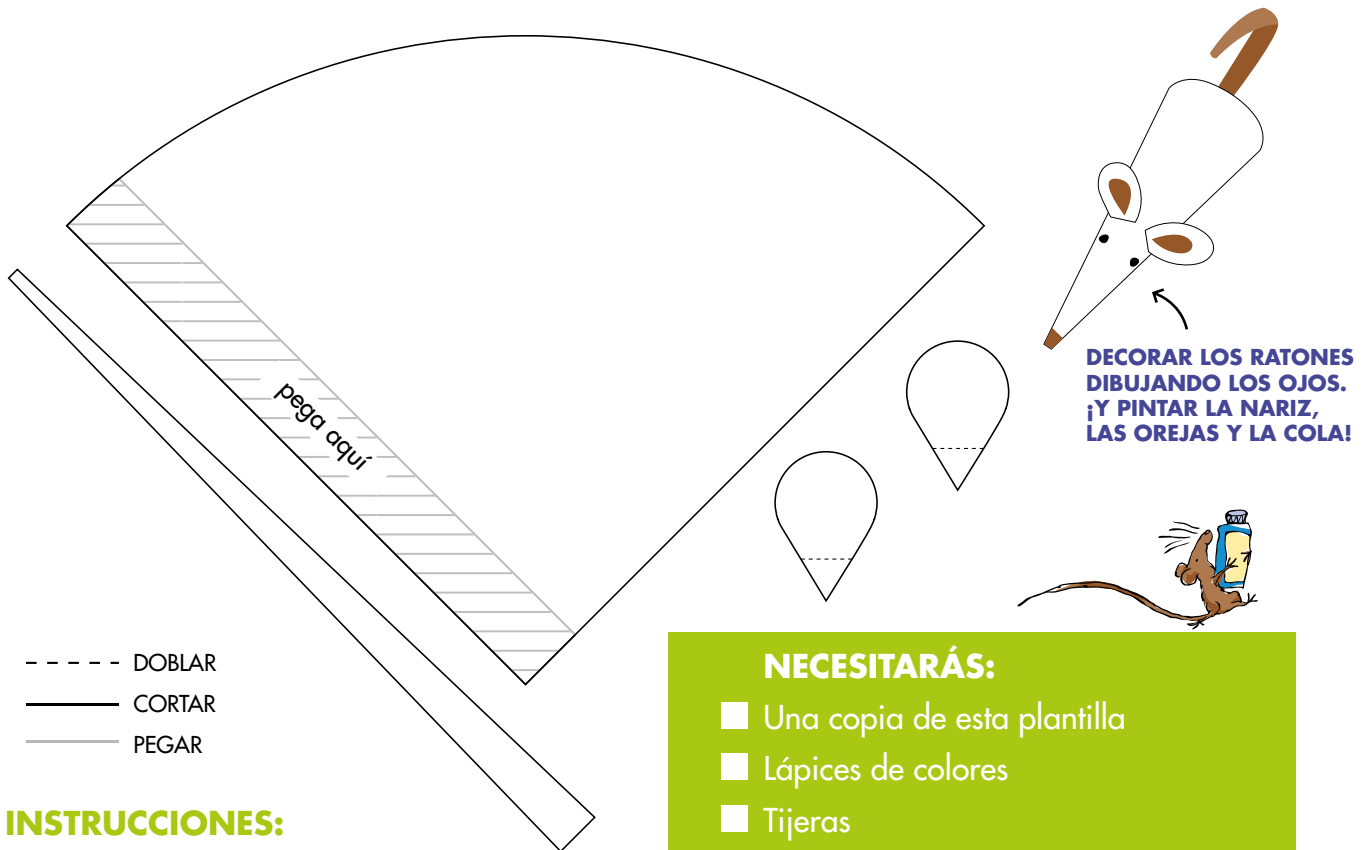 pega aquí
DECORAR LOS RATONES
DIBUJANDO LOS OJOS.
¡Y PINTAR LA NARIZ,
LAS OREJAS Y LA COLA!
DOBLAR
CORTAR
PEGAR
NECESITARÁS:
Una copia de esta plantilla
Lápices de colores
Tijeras
INSTRUCCIONES: